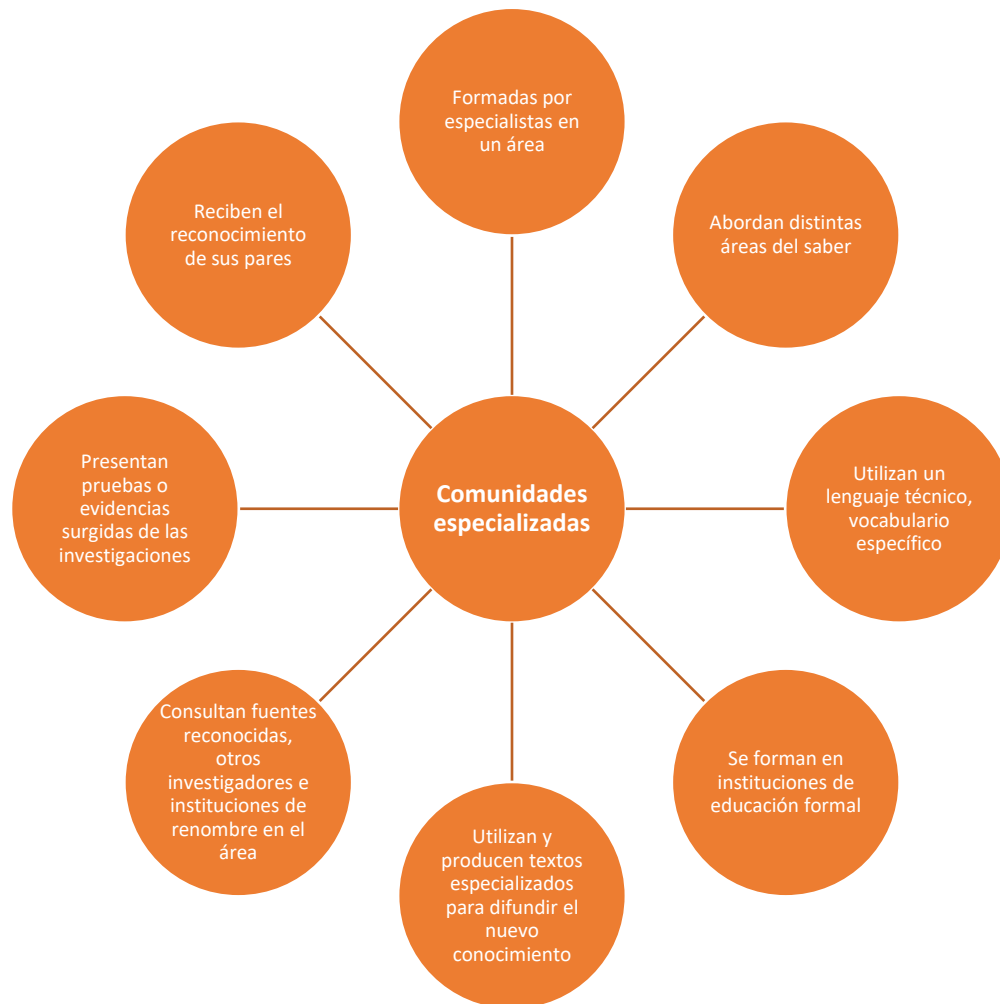 Formadas por
especialistas en
un área
Abordan distintas
áreas del saber
Utilizan un
lenguaje técnico,
vocabulario
específico
Se forman en
instituciones de
educación formal
Utilizan y
producen textos
especializados
para difundir el
nuevo
conocimiento
Consultan fuentes
reconocidas,
otros
investigadores e
instituciones de
renombre en el
área
Presentan
pruebas o
evidencias
surgidas de las
investigaciones
Reciben el
reconocimiento
de sus pares
Comunidades
especializadas